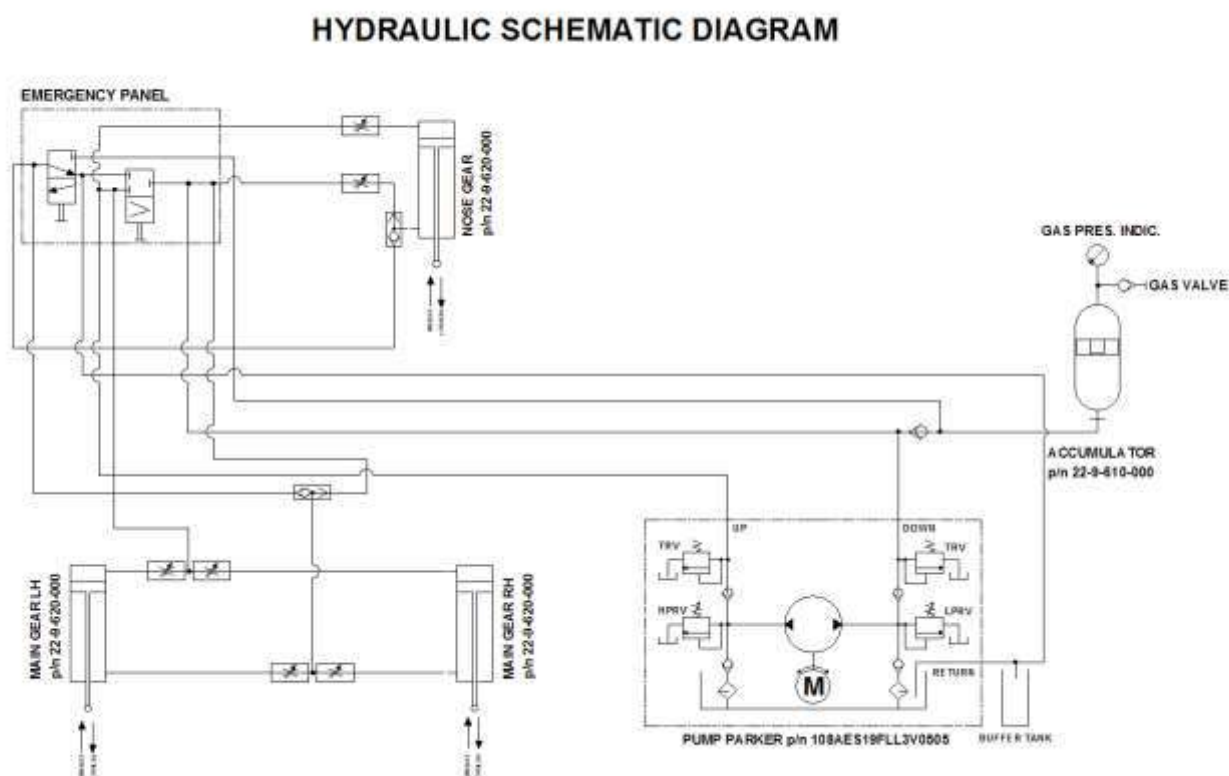 HYDRAULIC SCHEMATIC DIAGRAM
EMERGENCY PANEL
NOSE GEAR
p/n 22-9-620-000
GAS PRES. INDIC.
GAS VALVE
ACCUMULATOR
p/n 22-9-610-000
UP
DOWN
TRV
TRV
HPRV
LPRV
M
RETURN
MAIN GEAR LH
p/n 22-9-620-000
MAIN GEAR RH
p/n 22-9-620-000
PUMP PARKER p/n 108AES19FLL3V0505
BUFFER TANK